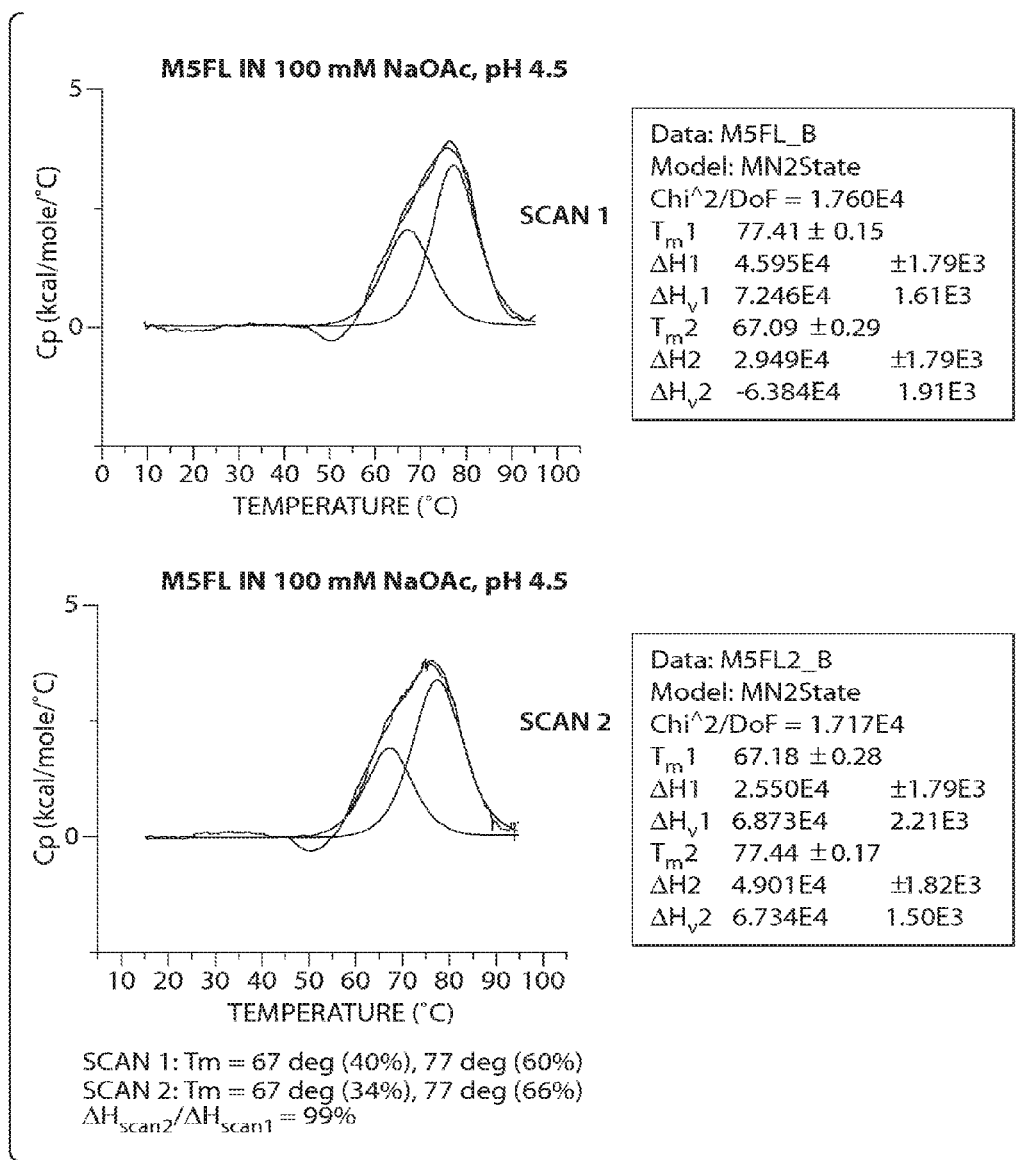 M5FL IN 100 mM NaOAc, pH 4.5
5
0
Cp (kcal/mole/°C)
SCAN 1
0 10 20 30 40 50 60 70 80 90 100
TEMPERATURE (°C)
Data: M5FL_B
Model: MN2State
Chi^2/DoF = 1.760E4
Tm1 77.41 ± 0.15
ΔH1 4.595E4 ±1.79E3
ΔHv1 7.246E4 1.61E3
Tm2 67.09 ±0.29
ΔH2 2.949E4 ±1.79E3
ΔHv2 -6.384E4 1.91E3
M5FL IN 100 mM NaOAc, pH 4.5
5
0
Cp (kcal/mole/°C)
SCAN 2
10 20 30 40 50 60 70 80 90 100
TEMPERATURE (°C)
Data: M5FL2_B
Model: MN2State
Chi^2/DoF = 1.717E4
Tm1 67.18 ±0.28
ΔH1 2.550E4 ±1.79E3
ΔHv1 6.873E4 2.21E3
Tm2 77.44 ±0.17
ΔH2 4.901E4 ±1.82E3
ΔHv2 6.734E4 1.50E3
SCAN 1: Tm = 67 deg (40%), 77 deg (60%)
SCAN 2: Tm = 67 deg (34%), 77 deg (66%)
ΔHscan2/ΔHscan1 = 99%